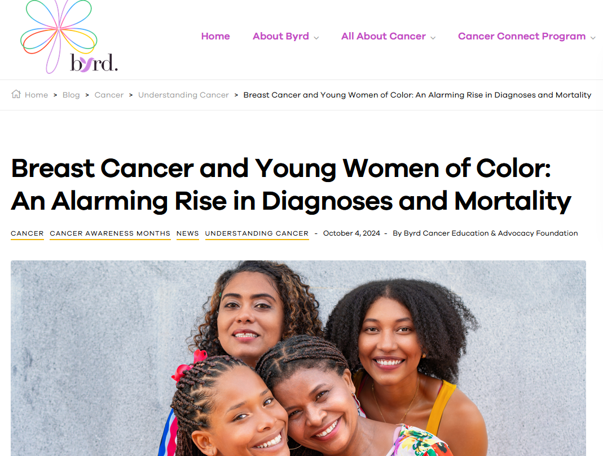 byrd.
Home About Byrd All About Cancer Cancer Connect Program
Home > Blog > Cancer > Understanding Cancer > Breast Cancer and Young Women of Color: An Alarming Rise in Diagnoses and Mortality
Breast Cancer and Young Women of Color:
An Alarming Rise in Diagnoses and Mortality
CANCER CANCER AWARENESS MONTHS NEWS UNDERSTANDING CANCER - October 4, 2024 - By Byrd Cancer Education & Advocacy Foundation